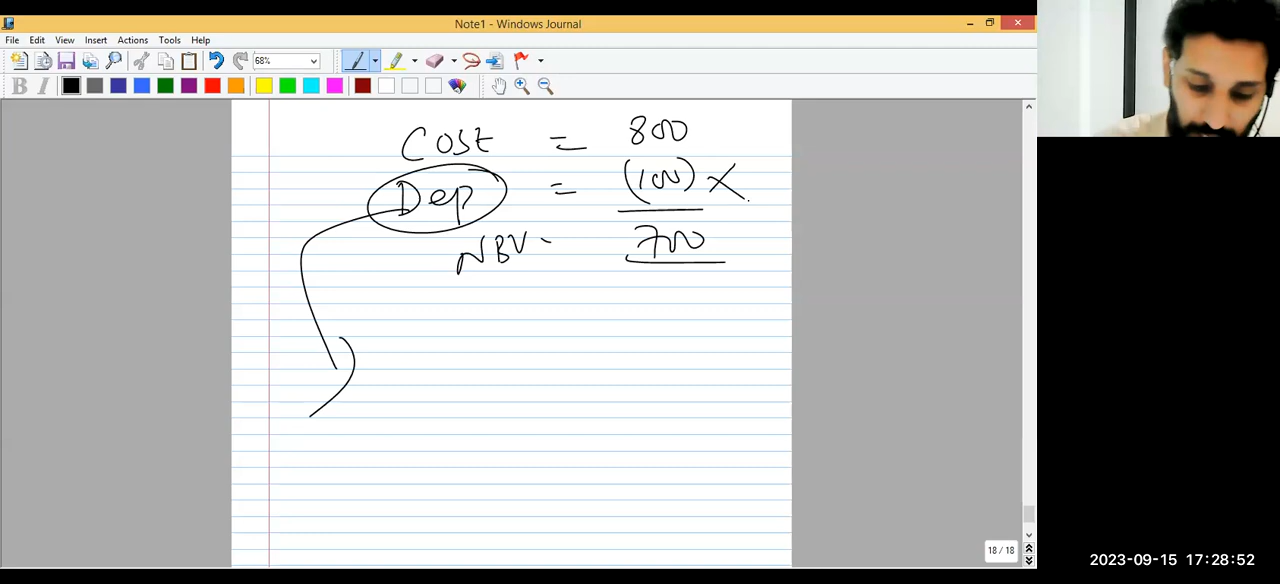 Note1 - Windows Journal
File Edit View Insert Actions Tools Help
68%
B I
Cost = 800
Dep = (100) X
NBV - 700
18 / 18
2023-09-15 17:28:52